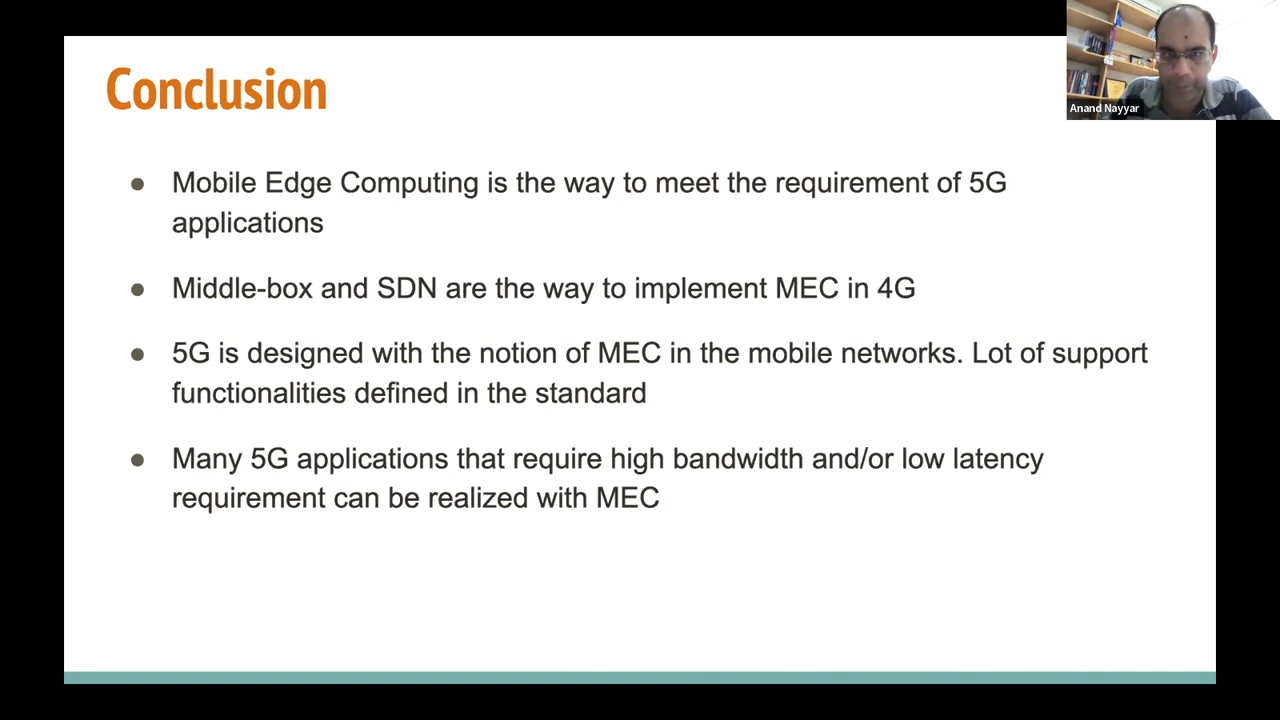 Conclusion
Anand Nayyar
● Mobile Edge Computing is the way to meet the requirement of 5G
applications
● Middle-box and SDN are the way to implement MEC in 4G
● 5G is designed with the notion of MEC in the mobile networks. Lot of support
functionalities defined in the standard
● Many 5G applications that require high bandwidth and/or low latency
requirement can be realized with MEC